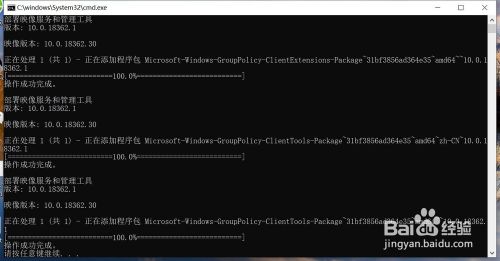 C:\windows\System32\cmd.exe
部署映像服务和管理工具
版本: 10.0.18362.1
映像版本: 10.0.18362.30
正在处理 1 (共 1) - 正在添加程序包 Microsoft-Windows-GroupPolicy-ClientExtensions-Package~31bf3856ad364e35~amd64~~10.0.1
8362.1
[==========================100.0%==========================]
操作成功完成。
部署映像服务和管理工具
版本: 10.0.18362.1
映像版本: 10.0.18362.30
正在处理 1 (共 1) - 正在添加程序包 Microsoft-Windows-GroupPolicy-ClientTools-Package~31bf3856ad364e35~amd64~zh-CN~10.0.1
8362.1
[==========================100.0%==========================]
操作成功完成。
部署映像服务和管理工具
版本: 10.0.18362.1
映像版本: 10.0.18362.30
正在处理 1 (共 1) - 正在添加程序包 Microsoft-Windows-GroupPolicy-ClientTools-Package~31bf3856ad364e35~
8362.1
[==========================100.0%==========================]
操作成功完成。
请按任意键继续. . .
Baidu 经验
jingyan.baidu.com